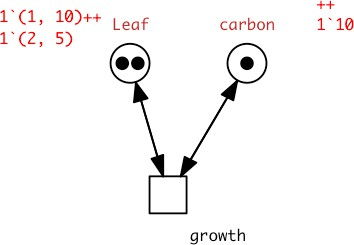 1`(1, 10)++
1`(2, 5)
Leaf
carbon
++
1`10
growth